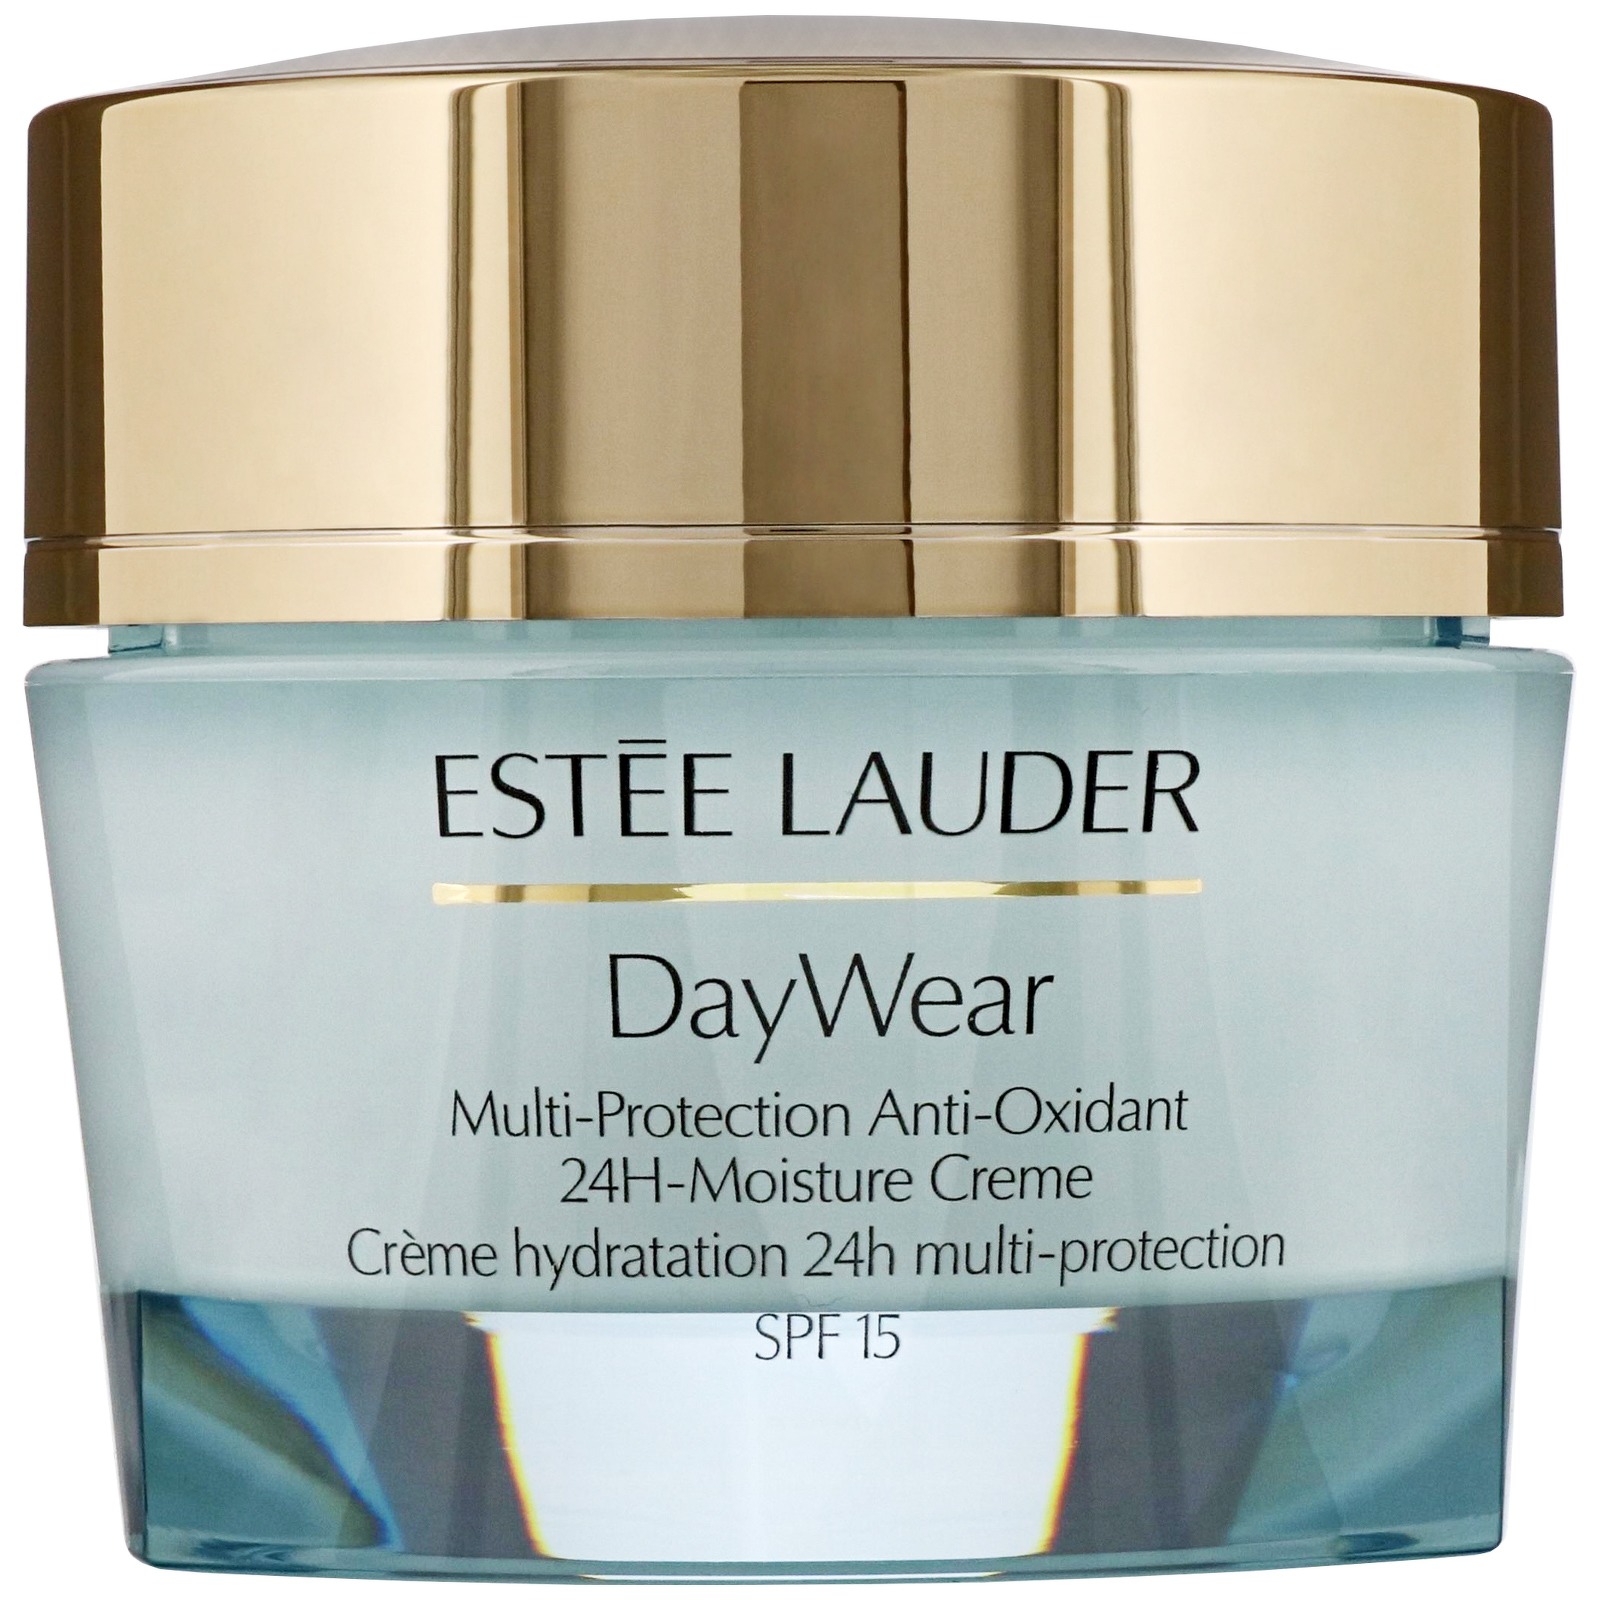 ESTĒE LAUDER
DayWear
Multi-Protection Anti-Oxidant
24H-Moisture Creme
Crème hydratation 24h multi-protection
SPF 15